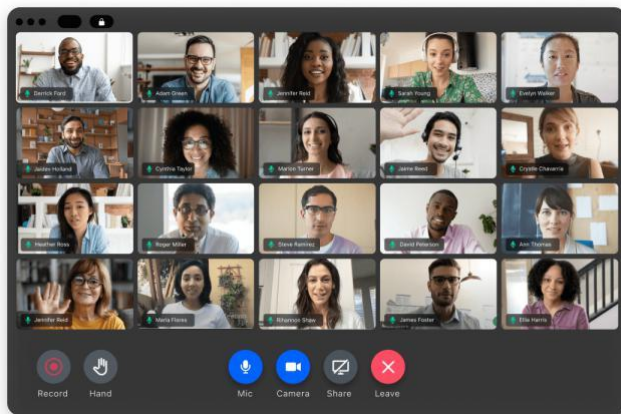 Derrick Ford
Adam Green
Jennifer Reid
Sarah Young
Evelyn Walker
Jaiden Holland
Cynthia Taylor
Marion Turner
Jaime Reed
Crystle Chavarria
Heather Ross
Roger Miller
Steve Ramirez
David Peterson
Ann Thomas
Jennifer Reid
Maria Flores
Rihannon Shaw
James Foster
Ellie Harris
Record
Hand
Mic
Camera
Share
Leave